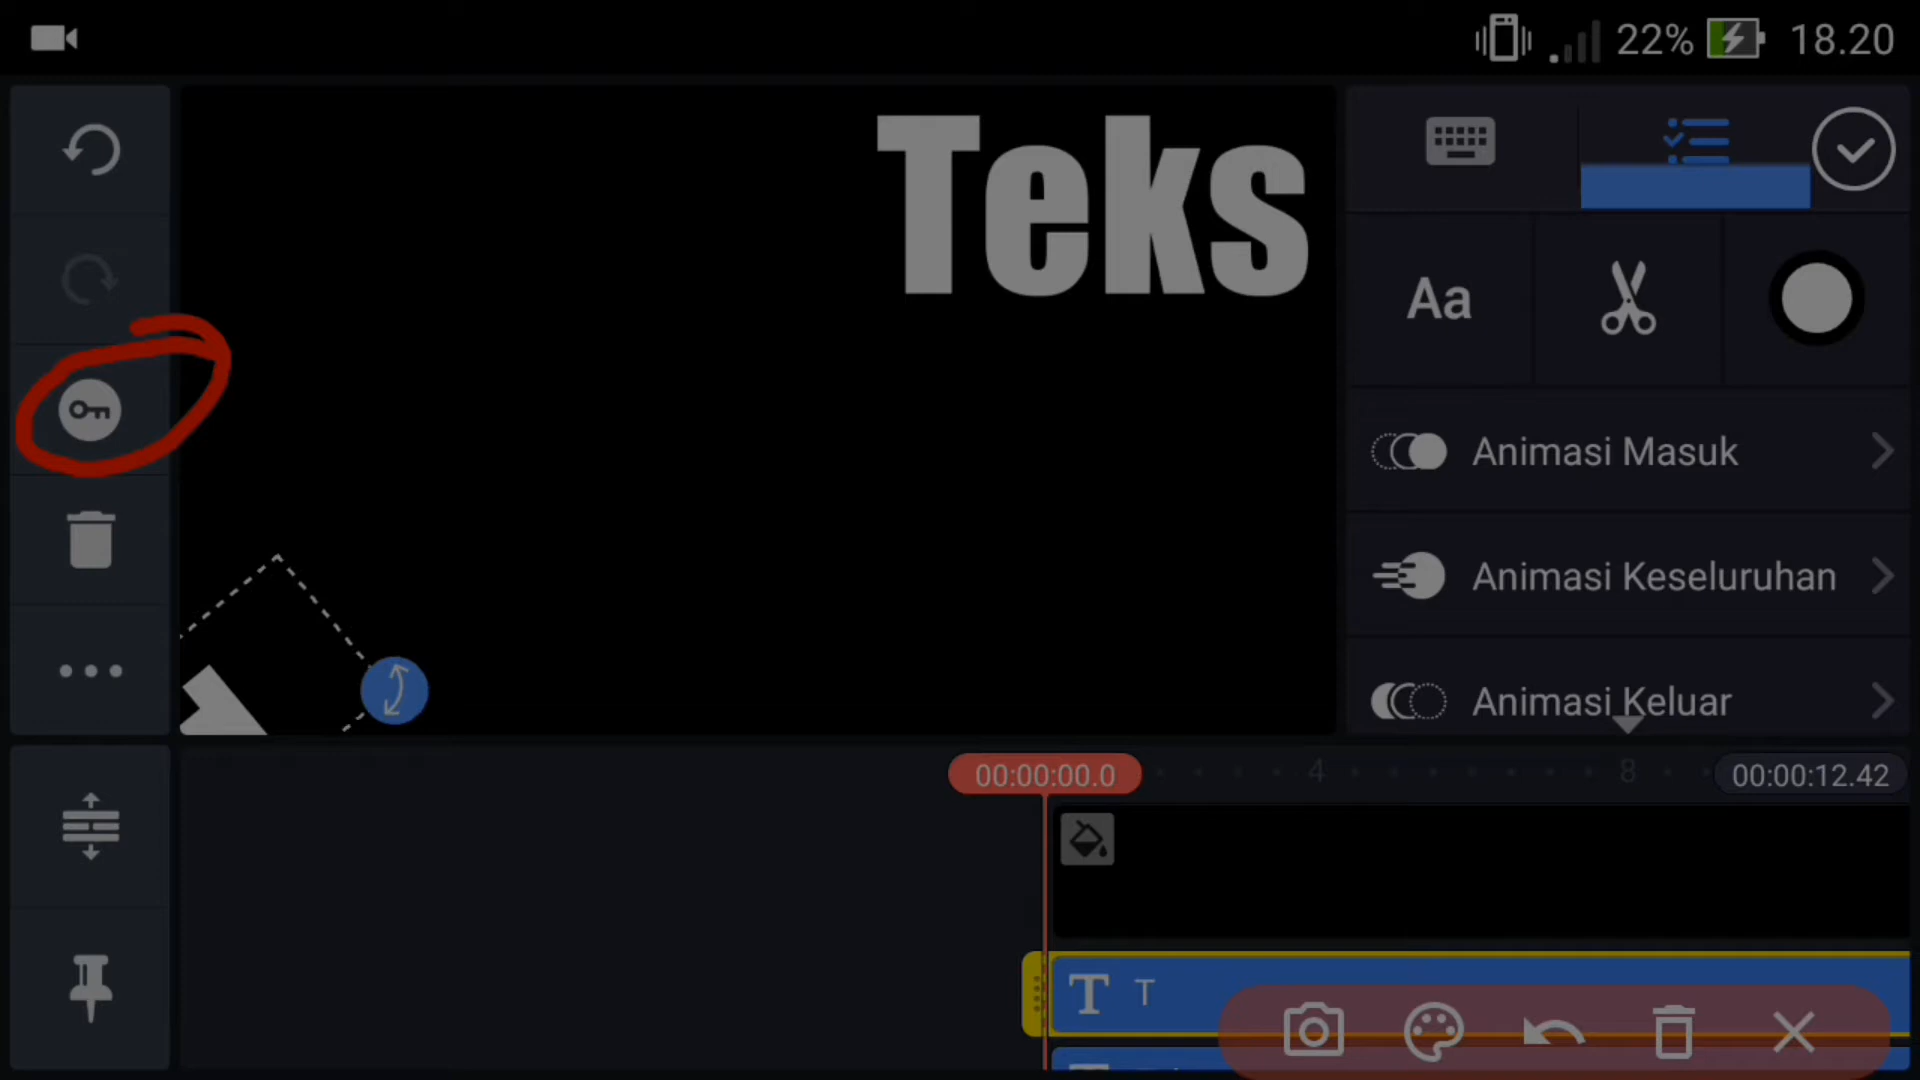 22% 18.20
Teks
Aa
Animasi Masuk
Animasi Keseluruhan
Animasi Keluar
00:00:00.0 4 8 00:00:12.42
T T